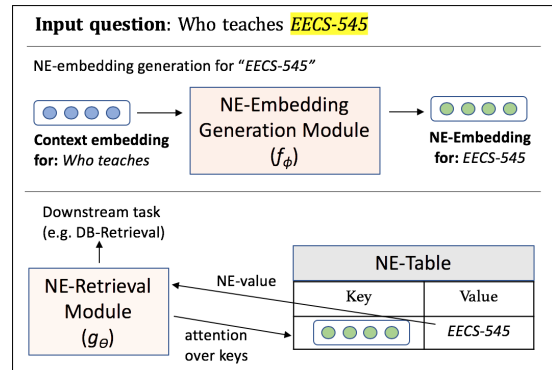 Input question: Who teaches EECS-545
NE-embedding generation for “EECS-545”
NE-Embedding
Generation Module
(fϕ)
Context embedding
for: Who teaches
NE-Embedding
for: EECS-545
Downstream task
(e.g. DB-Retrieval)
NE-Retrieval
Module
(gθ)
NE-value
attention
over keys
NE-Table
Key Value
EECS-545